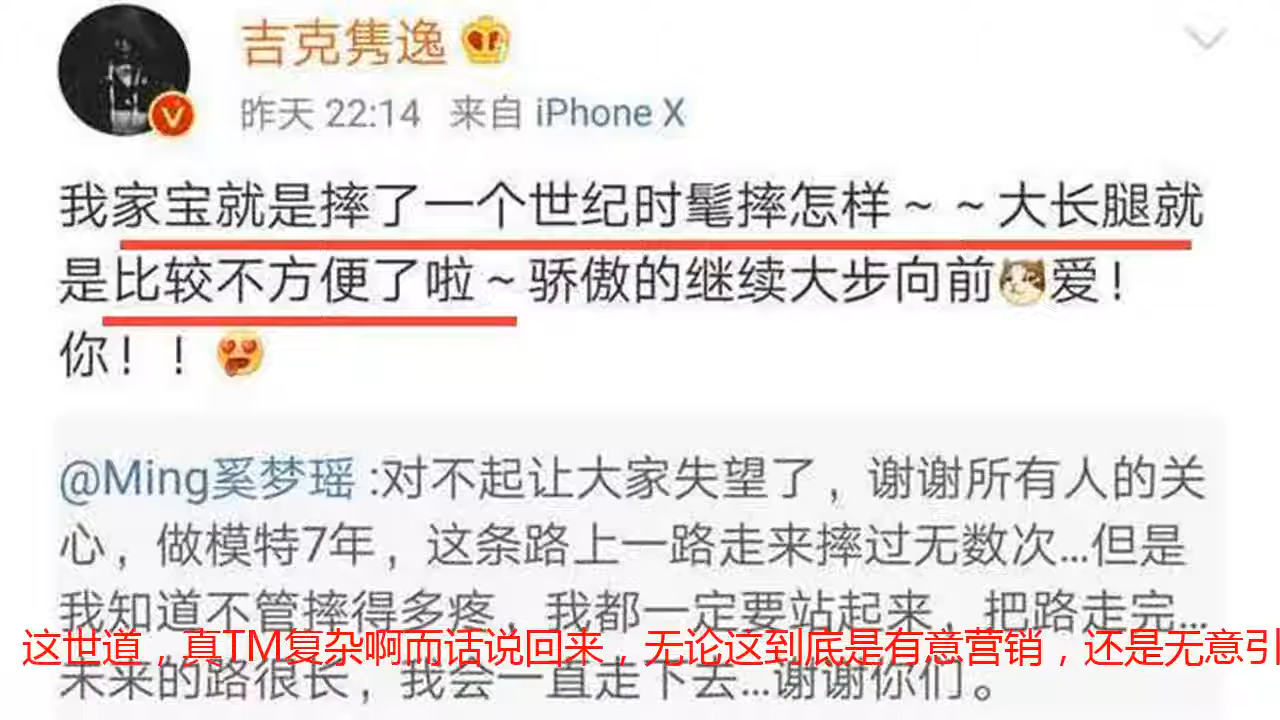 吉克隽逸
昨天 22:14 来自 iPhone X
我家宝就是摔了一个世纪时髦摔怎样～～大长腿就
是比较不方便了啦～骄傲的继续大步向前爱！
你！！
@Ming奚梦瑶 :对不起让大家失望了，谢谢所有人的关
心，做模特7年，这条路上一路走来摔过无数次...但是
我知道不管摔得多疼，我都一定要站起来，把路走完...
这世道，真TM复杂啊而话说回来，无论这到底是有意营销，还是无意引
未来的路很长，我会一直走下去...谢谢你们。